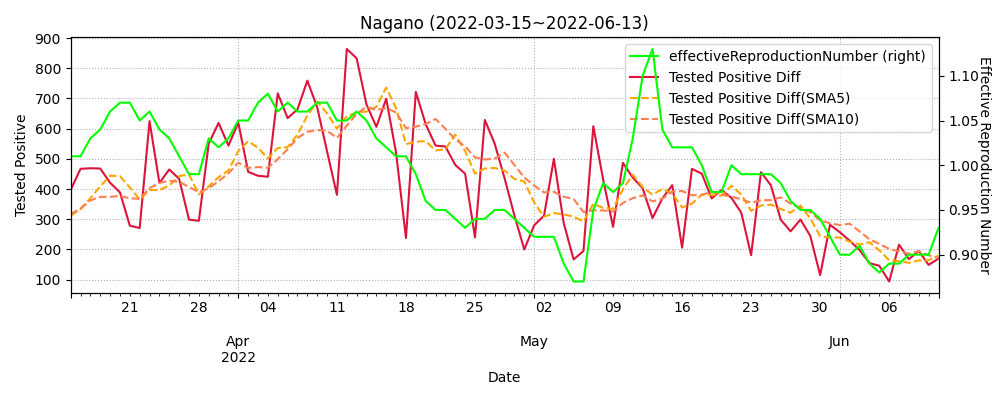 Nagano (2022-03-15~2022-06-13)
effectiveReproductionNumber (right)
Tested Positive Diff
Tested Positive Diff(SMA5)
Tested Positive Diff(SMA10)
Tested Positive
900
800
700
600
500
400
300
200
100
Effective Reproduction Number
1.10
1.05
1.00
0.95
0.90
21 28 04 11 18 25 02 09 16 23 30 06
Apr May Jun
2022
Date